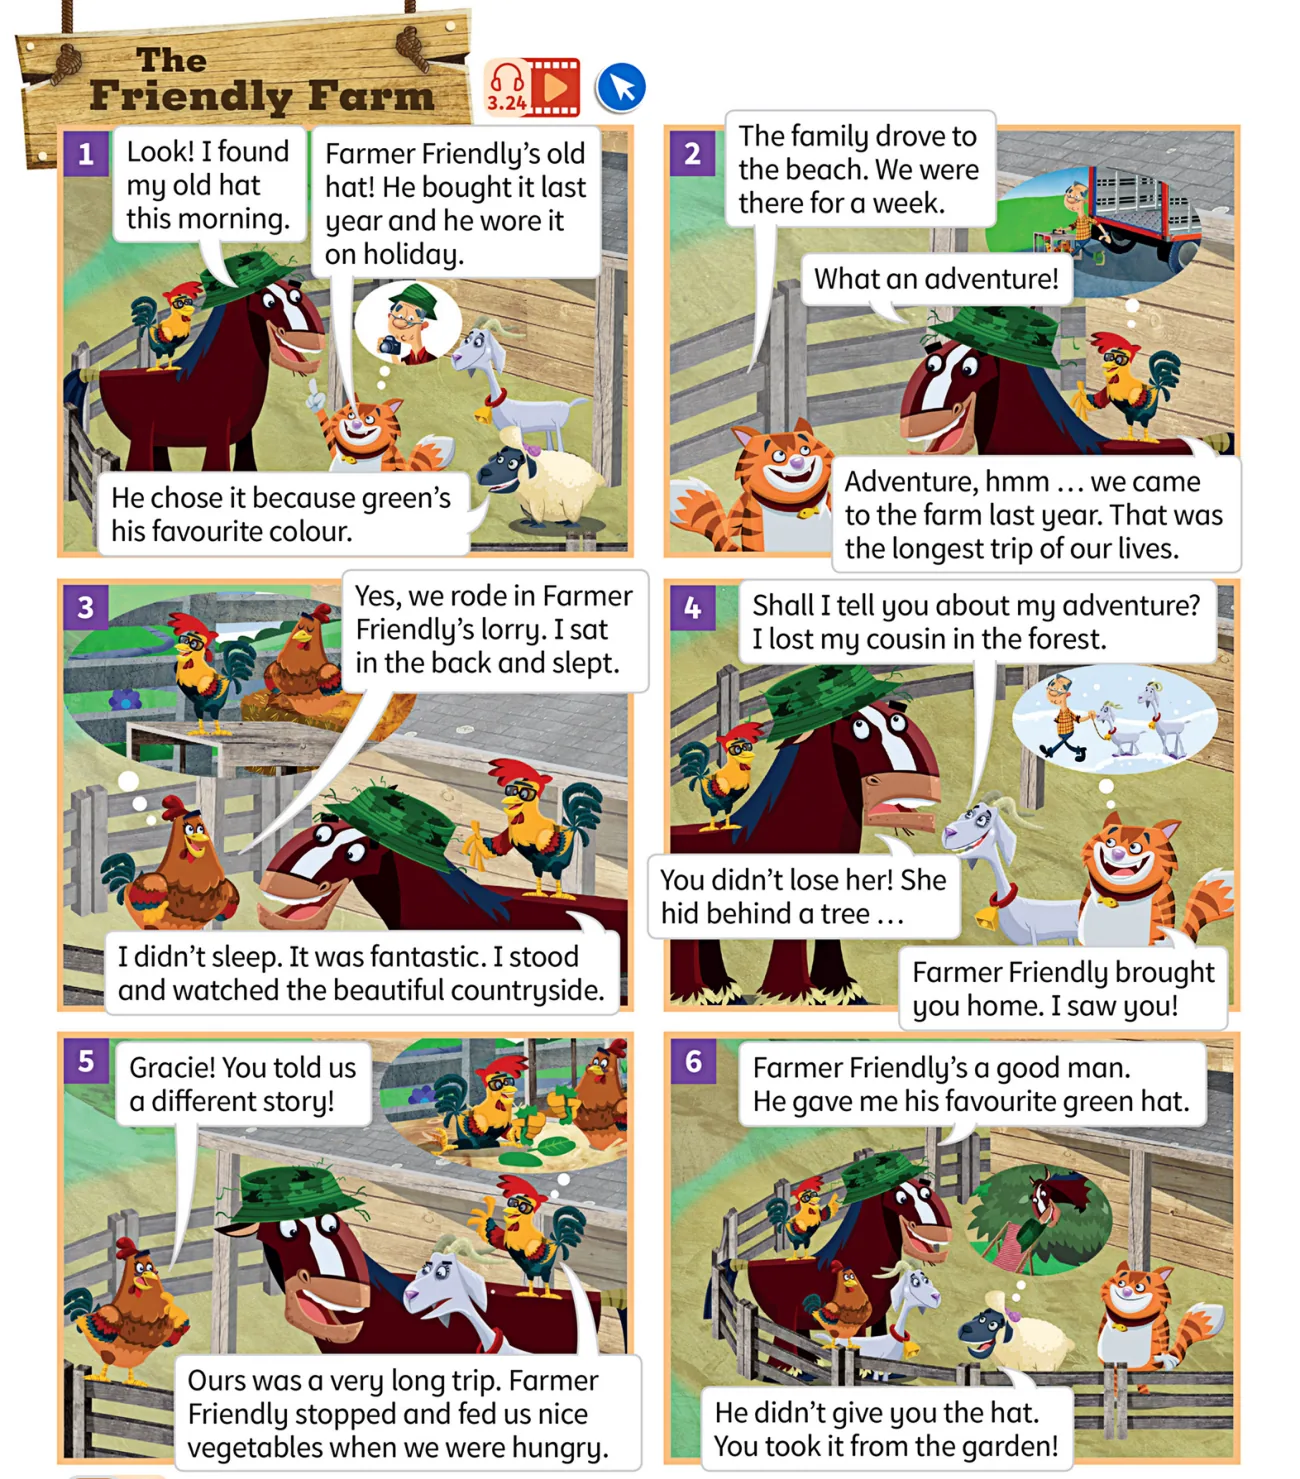 The
Friendly Farm
3.24
1
Look! I found
my old hat
this morning.
Farmer Friendly's old
hat! He bought it last
year and he wore it
on holiday.
He chose it because green's
his favourite colour.
2
The family drove to
the beach. We were
there for a week.
What an adventure!
Adventure, hmm ... we came
to the farm last year. That was
the longest trip of our lives.
3
Yes, we rode in Farmer
Friendly's lorry. I sat
in the back and slept.
I didn't sleep. It was fantastic. I stood
and watched the beautiful countryside.
4
Shall I tell you about my adventure?
I lost my cousin in the forest.
You didn't lose her! She
hid behind a tree ...
Farmer Friendly brought
you home. I saw you!
5
Gracie! You told us
a different story!
Ours was a very long trip. Farmer
Friendly stopped and fed us nice
vegetables when we were hungry.
6
Farmer Friendly's a good man.
He gave me his favourite green hat.
He didn't give you the hat.
You took it from the garden!